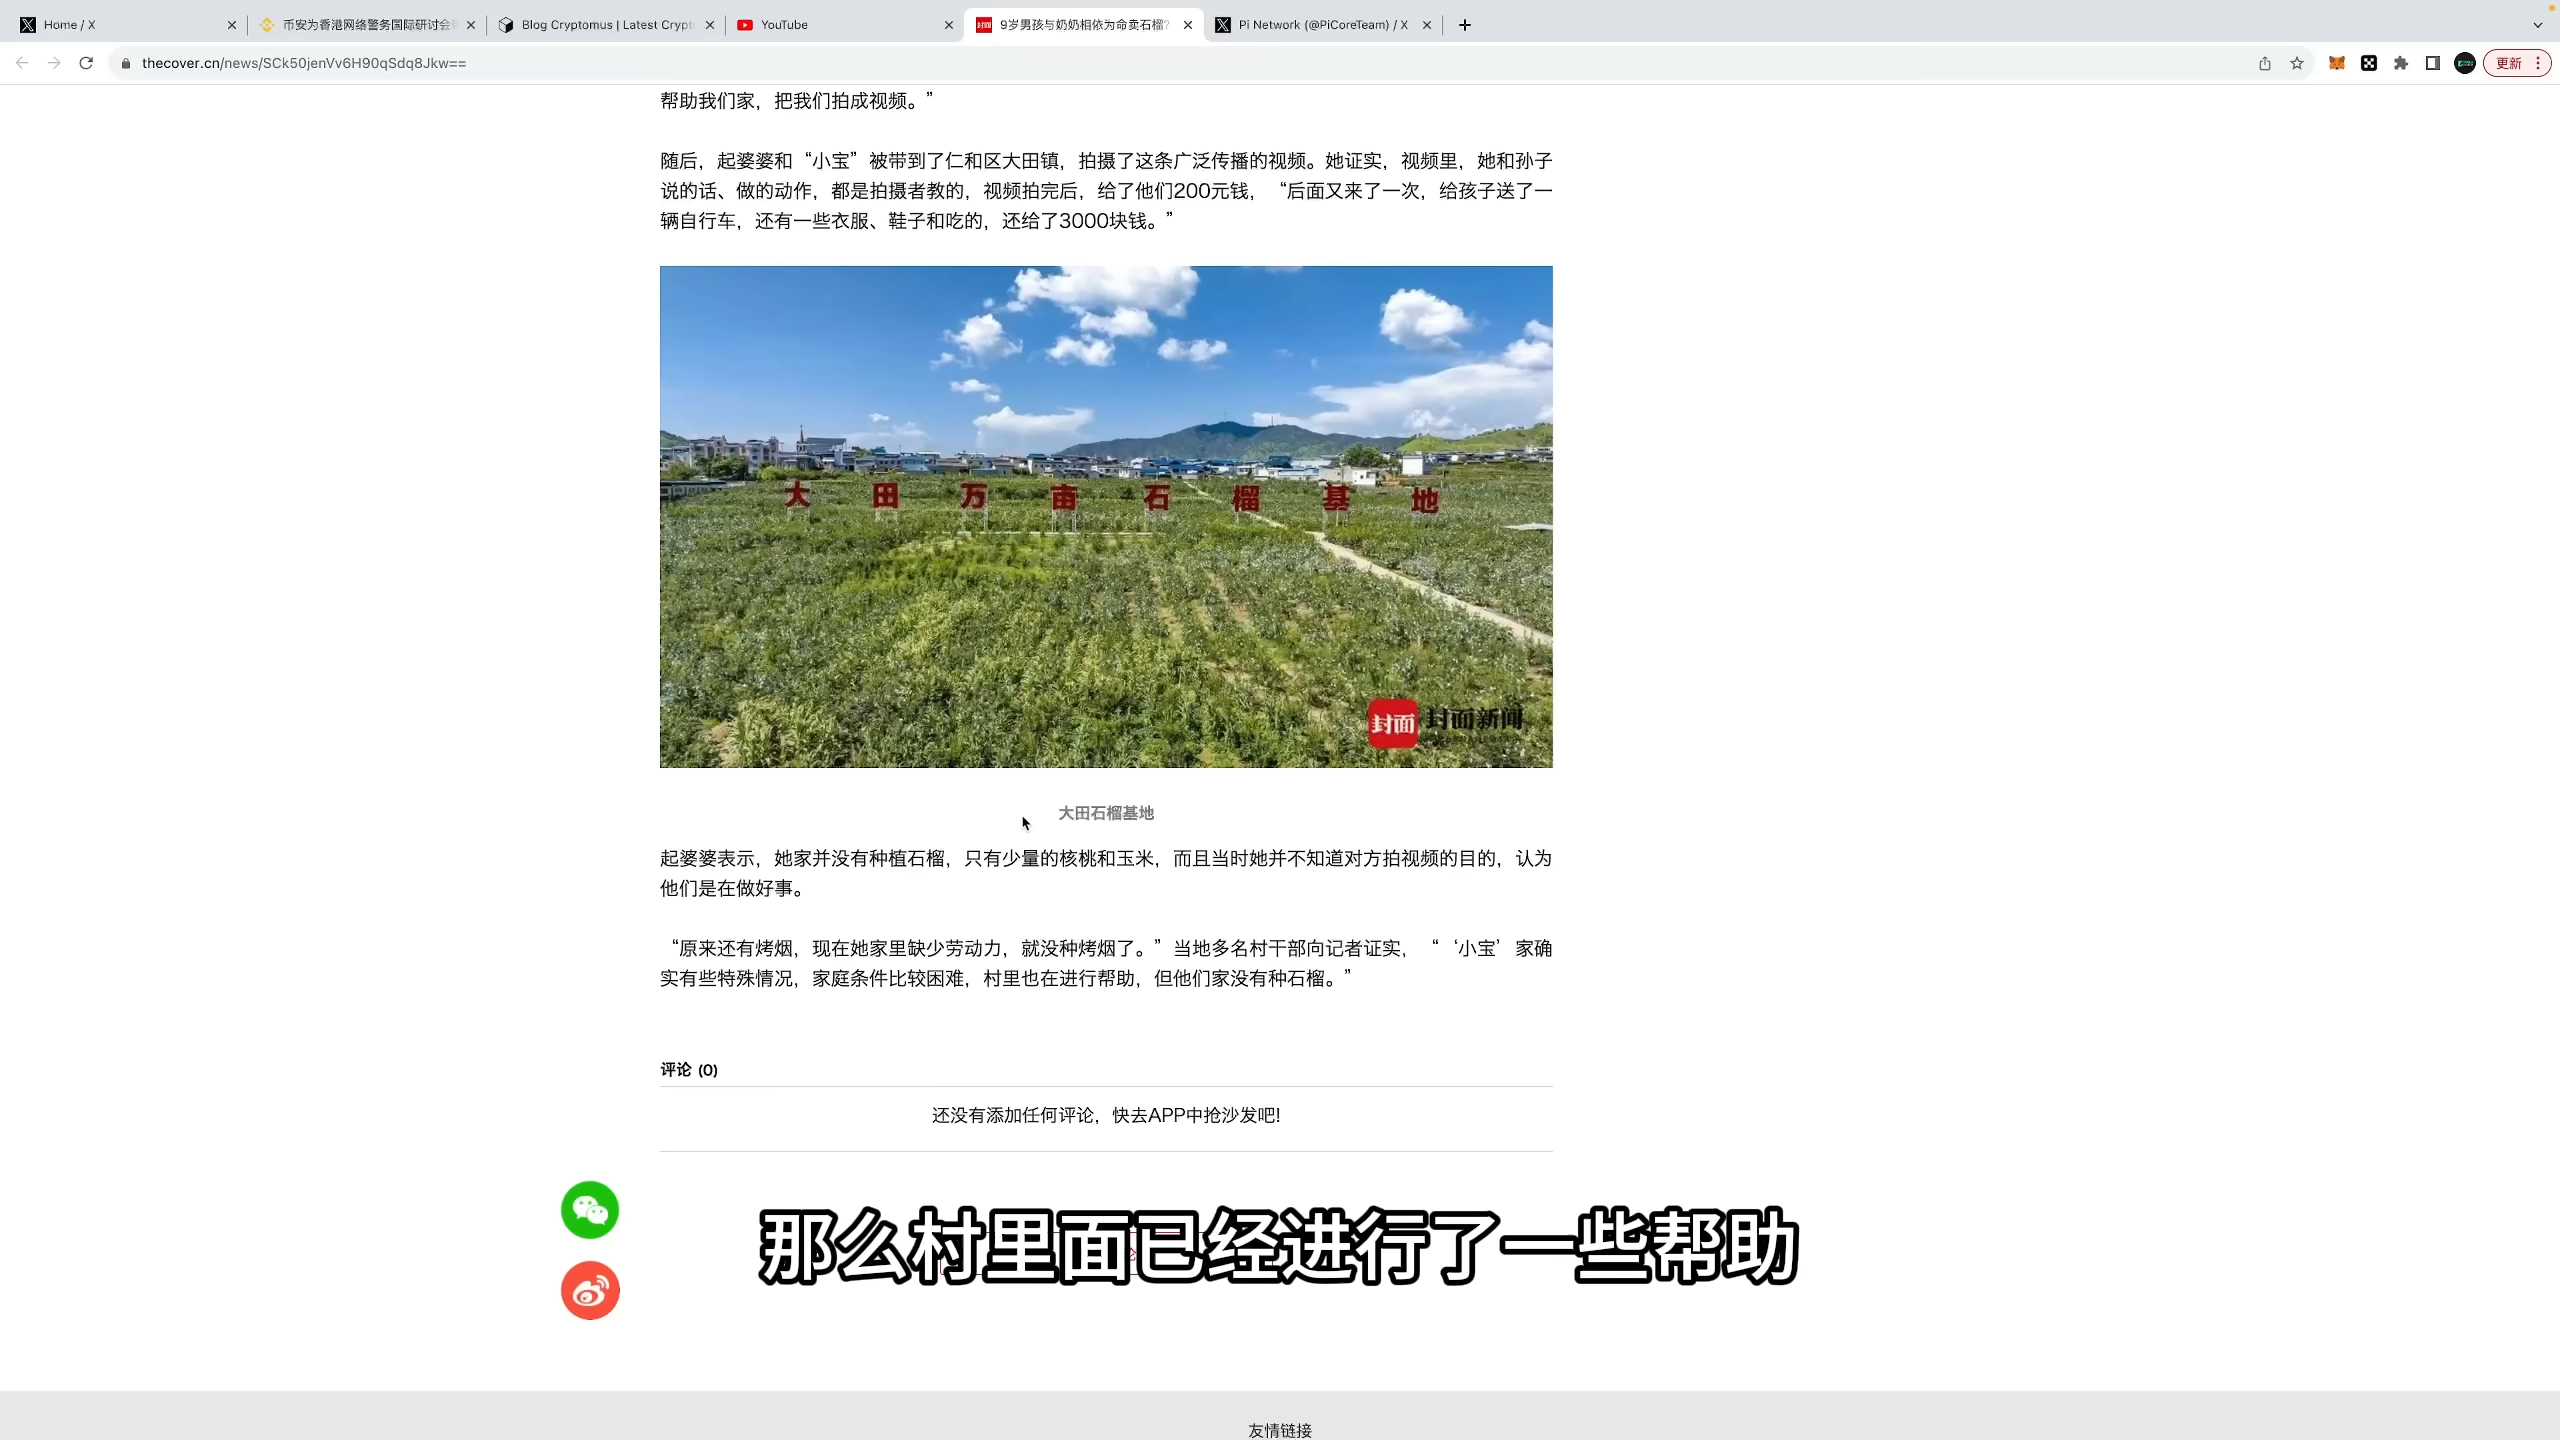 Home / X
币安为香港网络警务国际研讨会
Blog Cryptomus | Latest Crypt
YouTube
9岁男孩与奶奶相依为命卖石榴?
Pi Network (@PiCoreTeam) / X
thecover.cn/news/SCk50jenVv6H90qSdq8Jkw==
更新
帮助我们家，把我们拍成视频。”
随后，起婆婆和“小宝”被带到了仁和区大田镇，拍摄了这条广泛传播的视频。她证实，视频里，她和孙子
说的话、做的动作，都是拍摄者教的，视频拍完后，给了他们200元钱，“后面又来了一次，给孩子送了一
辆自行车，还有一些衣服、鞋子和吃的，还给了3000块钱。”
大田万亩石榴基地
封面 封面新闻
大田石榴基地
起婆婆表示，她家并没有种植石榴，只有少量的核桃和玉米，而且当时她并不知道对方拍视频的目的，认为
他们是在做好事。
“原来还有烤烟，现在她家里缺少劳动力，就没种烤烟了。”当地多名村干部向记者证实，“‘小宝’家确
实有些特殊情况，家庭条件比较困难，村里也在进行帮助，但他们家没有种石榴。”
评论 (0)
还没有添加任何评论，快去APP中抢沙发吧!
那么村里面已经进行了一些帮助
友情链接